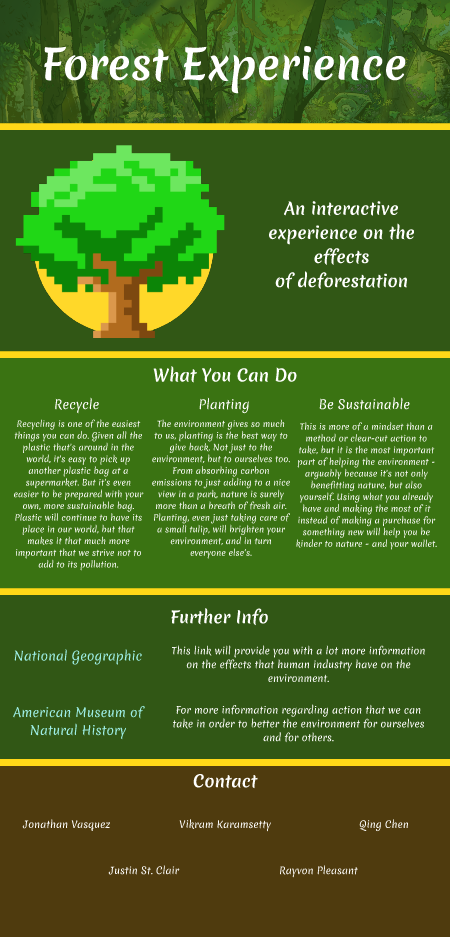 Forest Experience
An interactive
experience on the
effects
of deforestation
What You Can Do
Recycle
Recycling is one of the easiest
things you can do. Given all the
plastic that's around in the
world, it's easy to pick up
another plastic bag at a
supermarket. But it's even
easier to be prepared with your
own, more sustainable bag.
Plastic will continue to have its
place in our world, but that
makes it that much more
important that we strive not to
add to its pollution.
Planting
The environment gives so much
to us, planting is the best way to
give back. Not just to the
environment, but to ourselves too.
From absorbing carbon
emissions to just adding to a nice
view in a park, nature is surely
more than a breath of fresh air.
Planting, even just taking care of
a small tulip, will brighten your
environment, and in turn
everyone else's.
Be Sustainable
This is more of a mindset than a
method or clear-cut action to
take, but it is the most important
part of helping the environment -
arguably because it's not only
benefitting nature, but also
yourself. Using what you already
have and making the most of it
instead of making a purchase for
something new will help you be
kinder to nature - and your wallet.
Further Info
National Geographic
This link will provide you with a lot more information
on the effects that human industry have on the
environment.
American Museum of
Natural History
For more information regarding action that we can
take in order to better the environment for ourselves
and for others.
Contact
Jonathan Vasquez
Vikram Karamsetty
Qing Chen
Justin St. Clair
Rayvon Pleasant